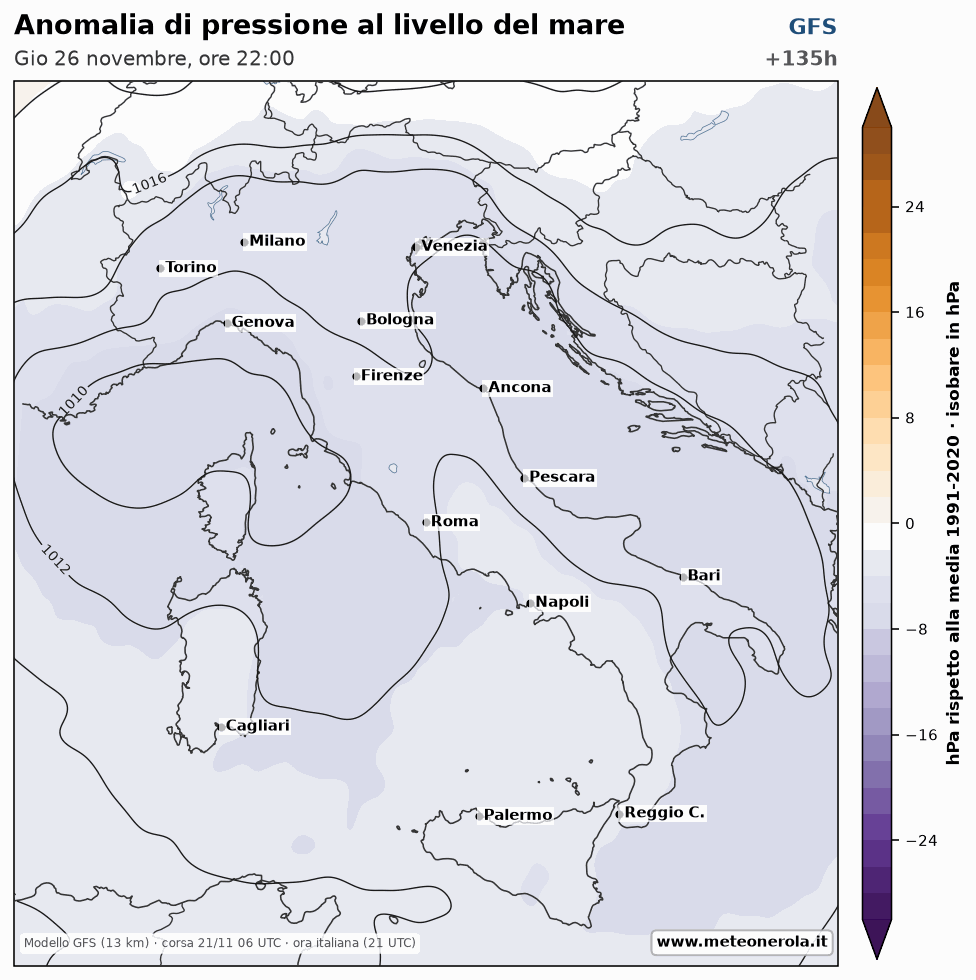 Anomalia di pressione al livello del mare
GFS
Gio 26 novembre, ore 22:00
+135h
1016
Milano
Venezia
Torino
Genova
Bologna
Firenze
Ancona
1010
Pescara
Roma
1012
Bari
Napoli
Cagliari
Palermo
Reggio C.
24
16
8
0
−8
−16
−24
hPa rispetto alla media 1991-2020 · isobare in hPa
Modello GFS (13 km) · corsa 21/11 06 UTC · ora italiana (21 UTC)
www.meteonerola.it